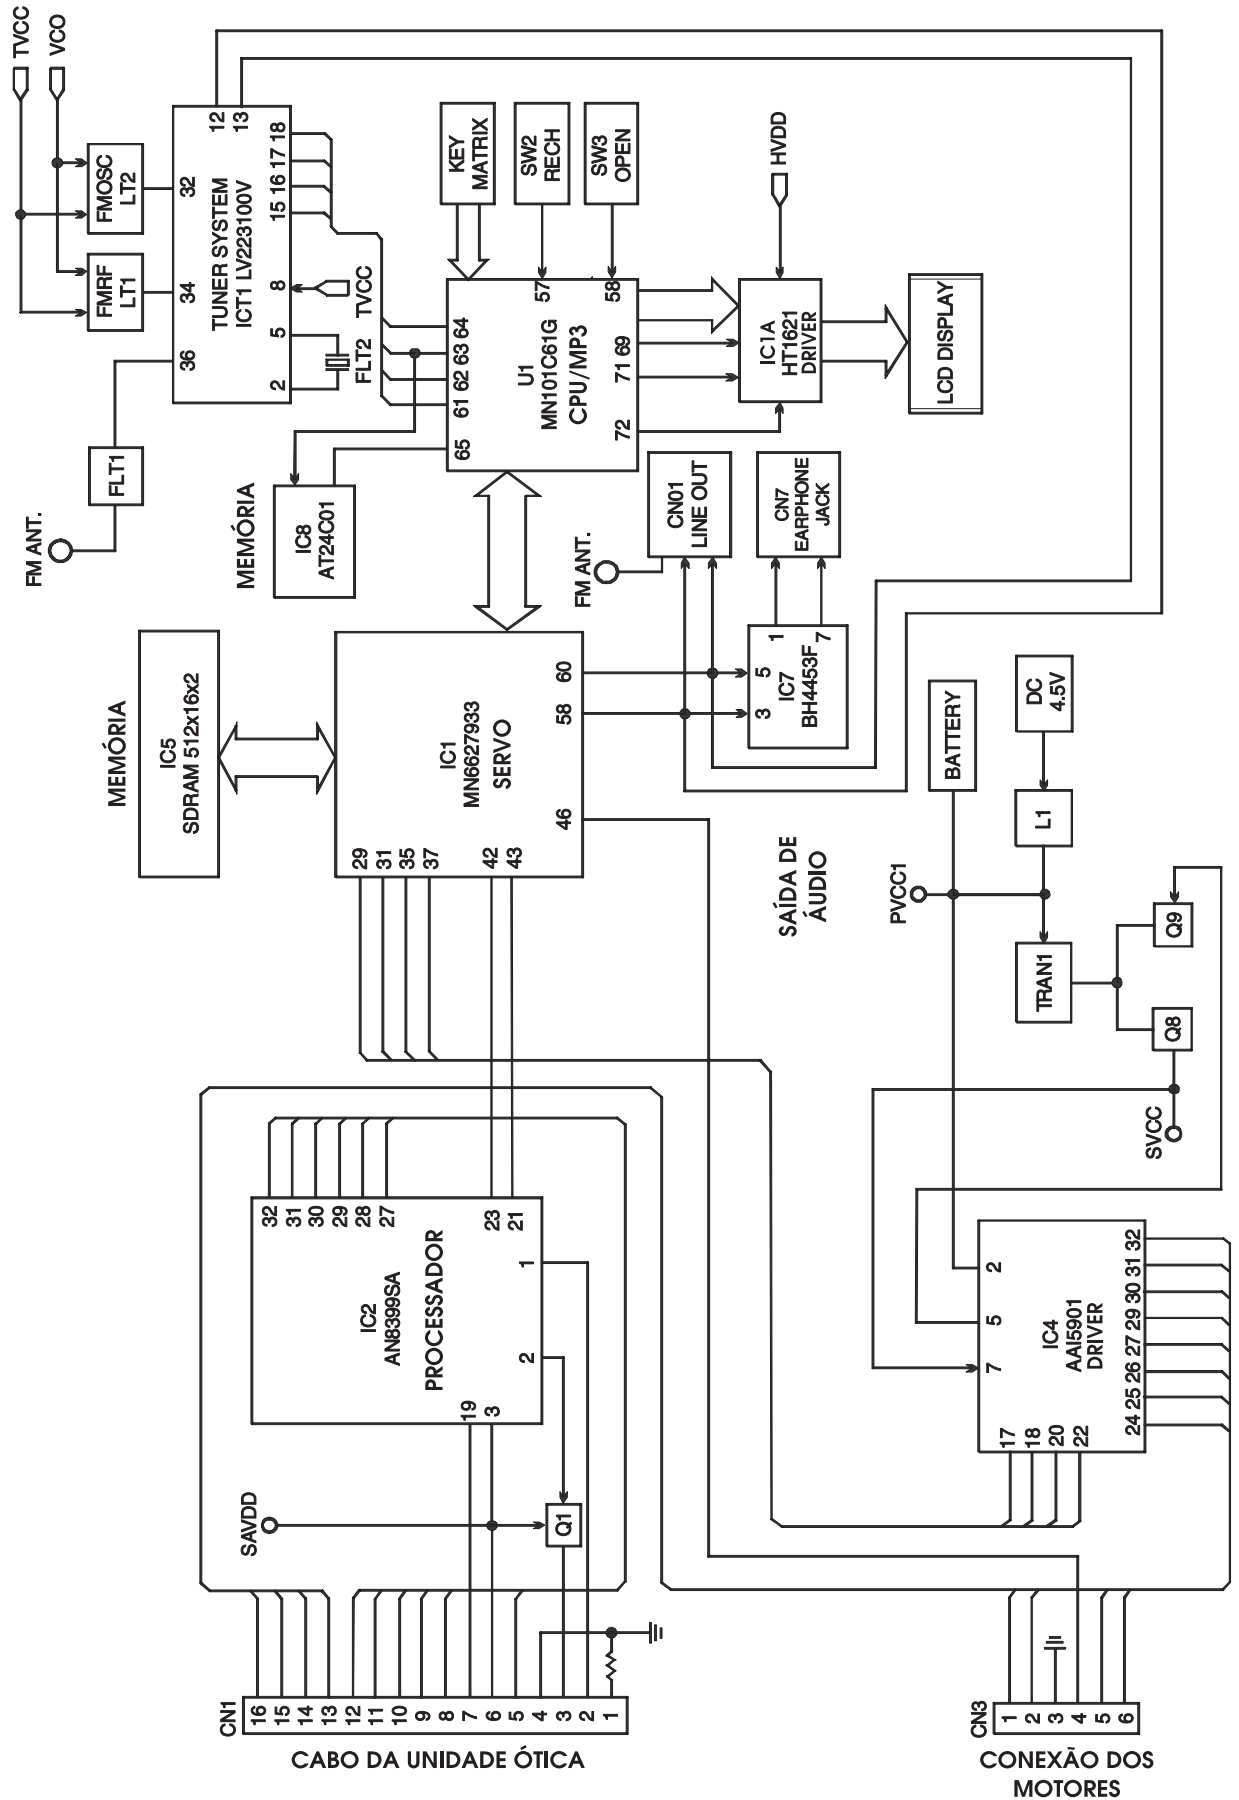 TVCC
VCO
FMOSC
LT2
FMRF
LT1
32
34
36
12
13
TUNER SYSTEM
ICT1 LV223100V
18
17
16
15
8
5
2
TVCC
FLT2
FLT1
FM ANT.
KEY
MATRIX
SW2
RECH
SW3
OPEN
HVDD
57
58
64
63
62
61
65
U1
MN101C61G
CPU/MP3
69
71
72
IC1A
HT1621
DRIVER
LCD DISPLAY
MEMÓRIA
IC8
AT24C01
FM ANT.
CN01
LINE OUT
CN7
EARPHONE
JACK
MEMÓRIA
IC5
SDRAM 512x16x2
IC1
MN6627933
SERVO
60
58
46
29
31
35
37
42
43
1
7
5
3
IC7
BH4453F
SAÍDA DE
ÁUDIO
BATTERY
DC
4.5V
L1
PVCC1
TRAN1
Q9
Q8
SVCC
32
31
30
29
28
27
23
21
1
2
19
3
IC2
AN8399SA
PROCESSADOR
SAVDD
Q1
2
5
7
IC4
AAI5901
DRIVER
17
18
20
22
24
25
26
27
29
30
31
32
CN1
16
15
14
13
12
11
10
9
8
7
6
5
4
3
2
1
CABO DA UNIDADE ÓTICA
CN3
1
2
3
4
5
6
CONEXÃO DOS
MOTORES